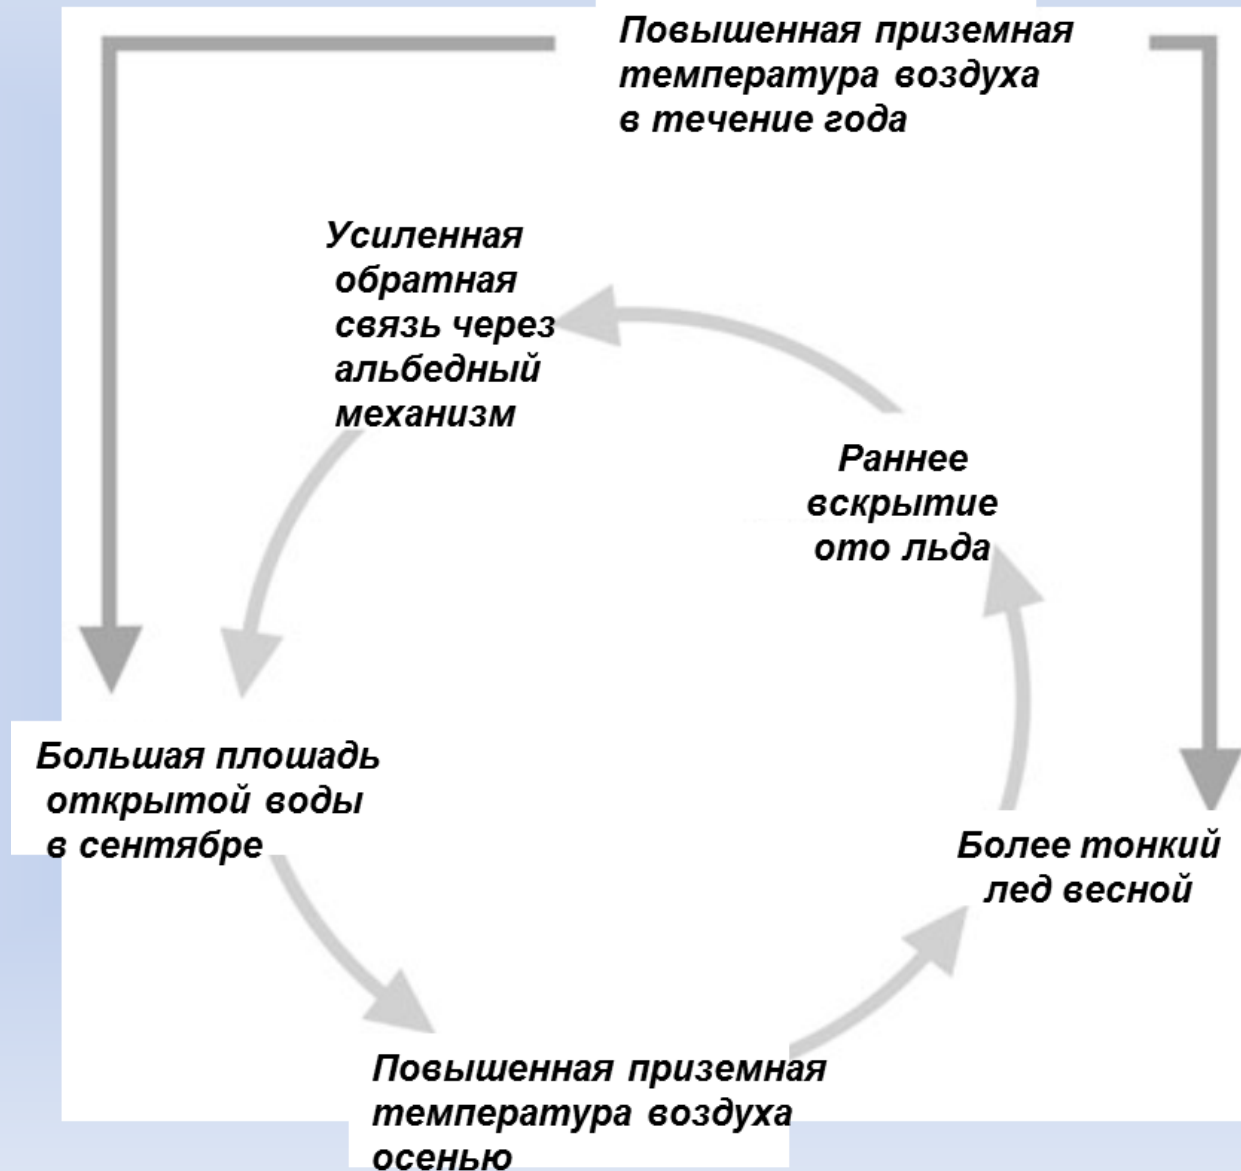 Повышенная приземная
температура воздуха
в течение года
Усиленная
обратная
связь через
альбедный
механизм
Раннее
вскрытие
ото льда
Большая плошадь
открытой воды
в сентябре
Более тонкий
лед весной
Повышенная приземная
температура воздуха
осенью